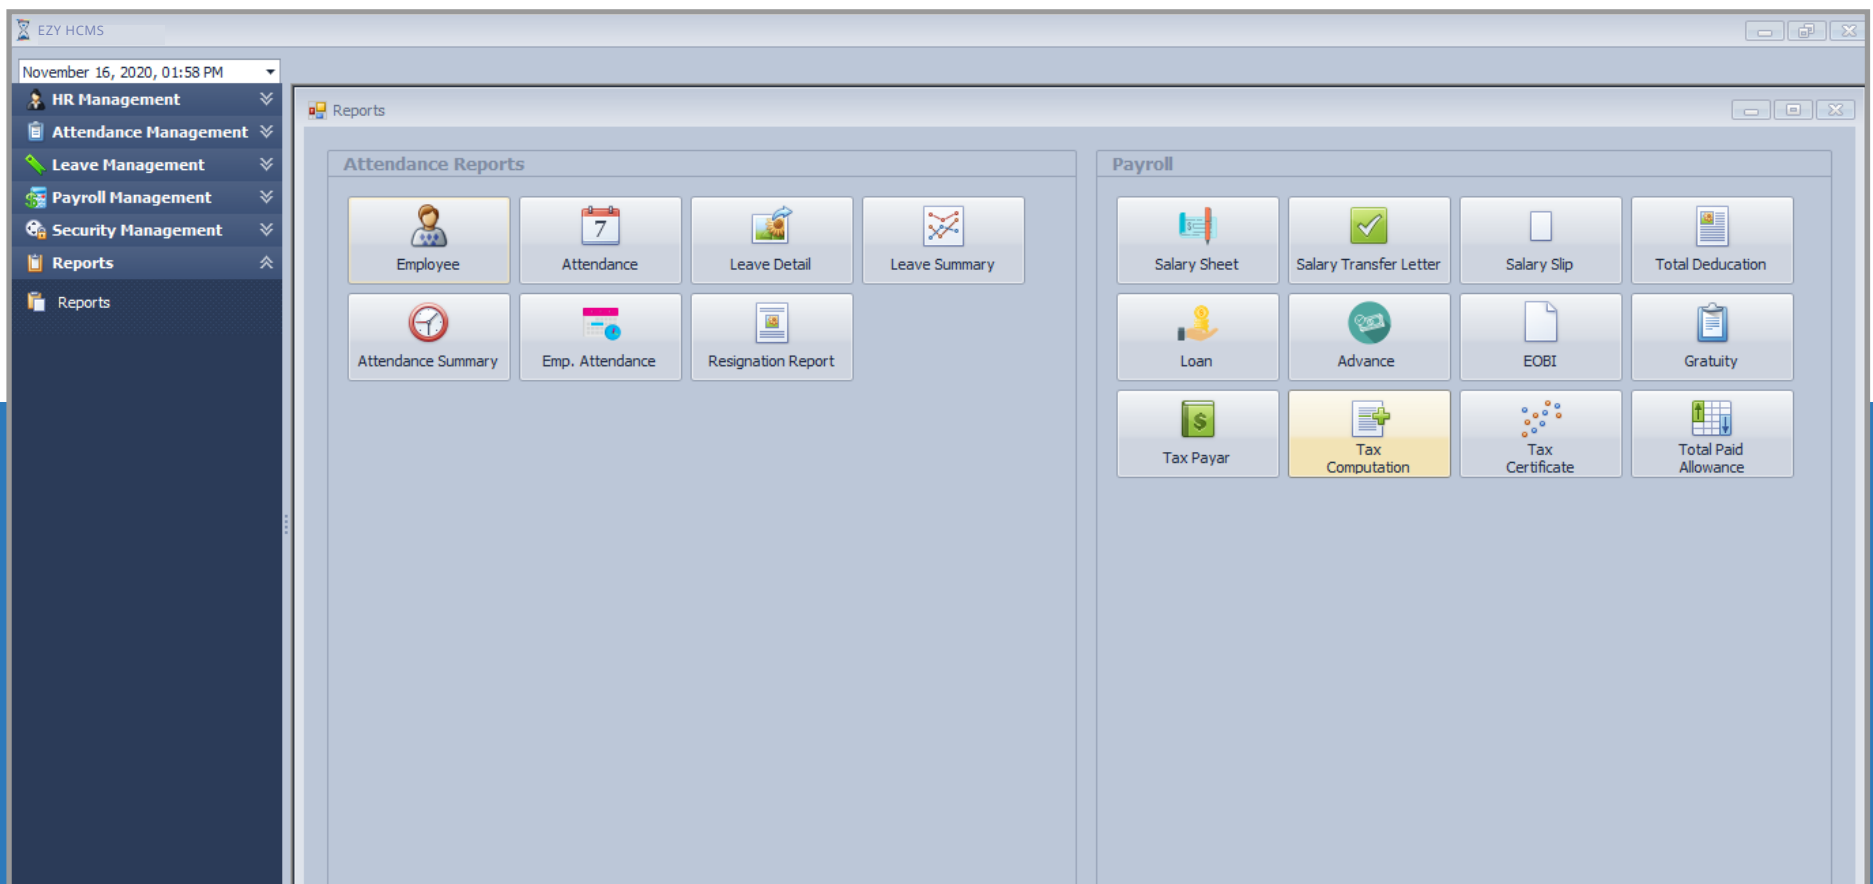 EZY HCMS
November 16, 2020, 01:58 PM
HR Management
Attendance Management
Leave Management
Payroll Management
Security Management
Reports
Reports
Reports
Attendance Reports
Employee
7
Attendance
Leave Detail
Leave Summary
Attendance Summary
Emp. Attendance
Resignation Report
Payroll
Salary Sheet
Salary Transfer Letter
Salary Slip
Total Deducation
Loan
Advance
EOBI
Gratuity
$
Tax Payar
Tax
Computation
Tax
Certificate
Total Paid
Allowance